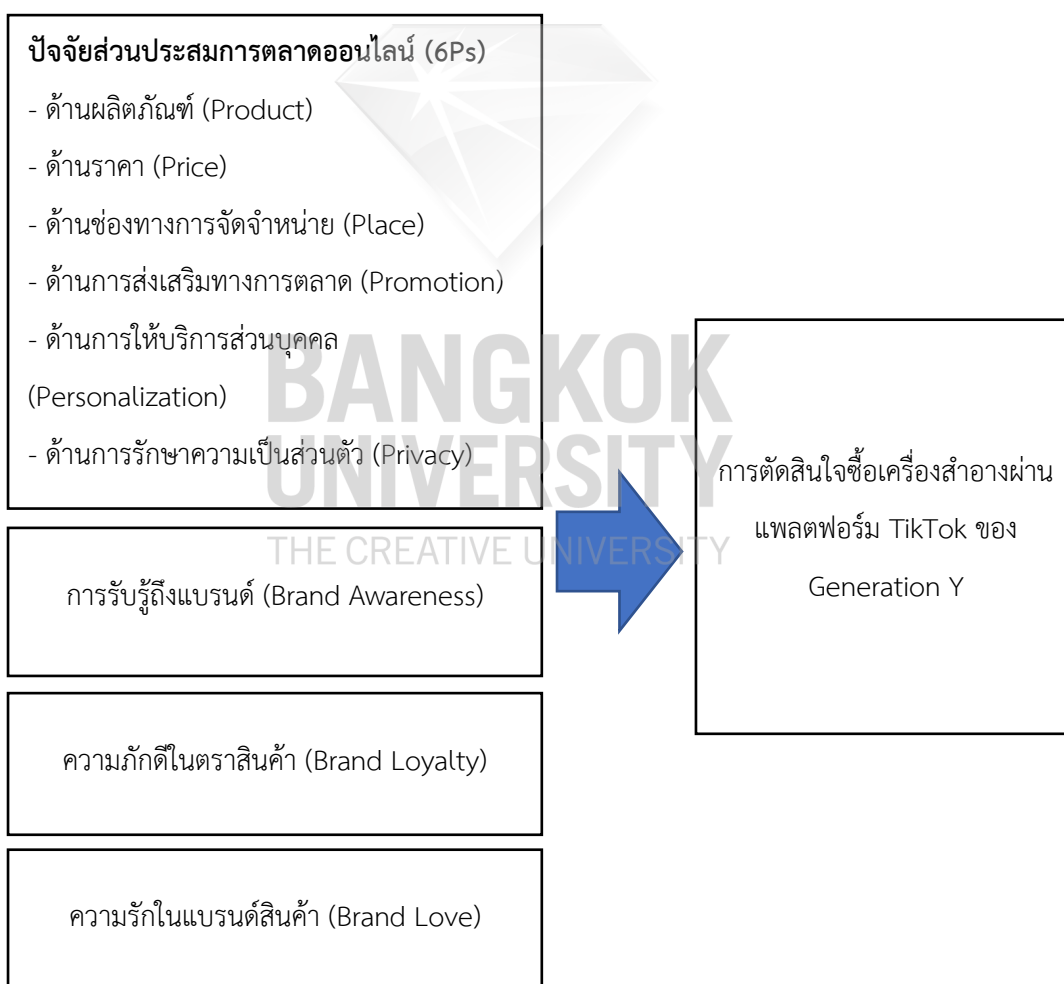 ปัจจัยส่วนประสมการตลาดออนไลน์ (6Ps)
- ด้านผลิตภัณฑ์ (Product)
- ด้านราคา (Price)
- ด้านช่องทางการจัดจำหน่าย (Place)
- ด้านการส่งเสริมทางการตลาด (Promotion)
- ด้านการให้บริการส่วนบุคคล
(Personalization)
- ด้านการรักษาความเป็นส่วนตัว (Privacy)
การรับรู้ถึงแบรนด์ (Brand Awareness)
ความภักดีในตราสินค้า (Brand Loyalty)
ความรักในแบรนด์สินค้า (Brand Love)
การตัดสินใจซื้อเครื่องสำอางผ่าน
แพลตฟอร์ม TikTok ของ
Generation Y
BANGKOK
UNIVERSITY
THE CREATIVE UNIVERSITY